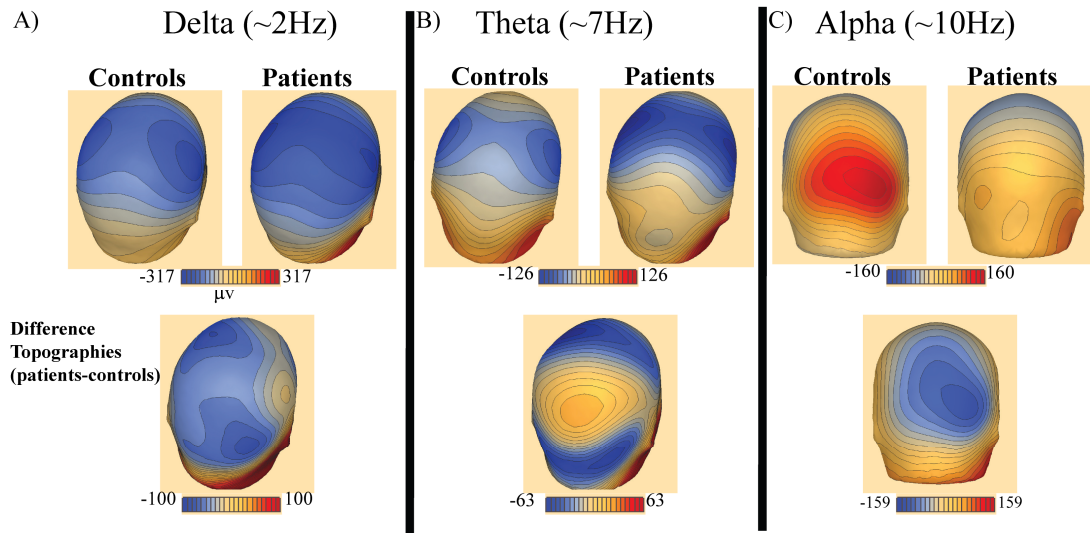 A) Delta (~2Hz)
Controls Patients
-317 317
μv
Difference
Topographies
(patients-controls)
-100 100
B) Theta (~7Hz)
Controls Patients
-126 126
-63 63
C) Alpha (~10Hz)
Controls Patients
-160 160
-159 159